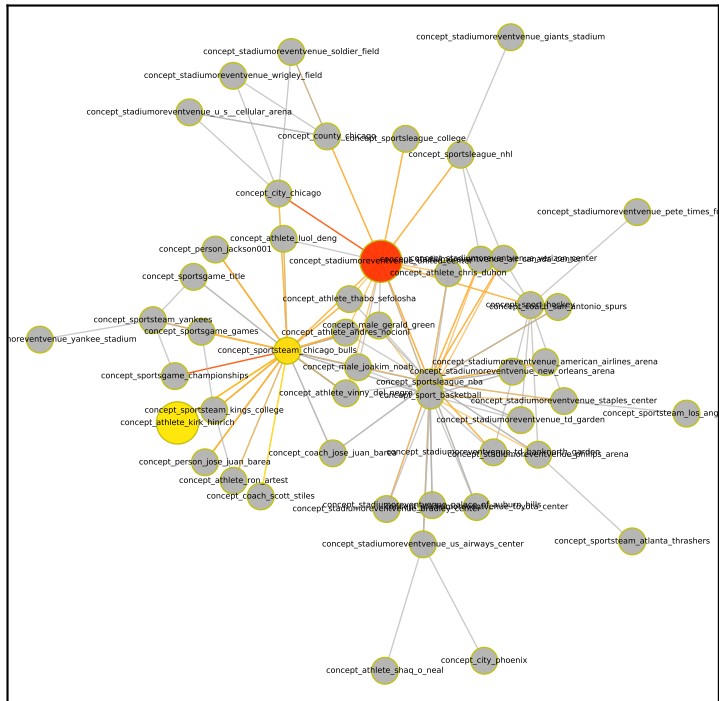 concept_stadiumoreventvenue_giants_stadium
concept_stadiumoreventvenue_soldier_field
concept_stadiumoreventvenue_wrigley_field
concept_stadiumoreventvenue_u_s__cellular_arena
concept_county_chicago
concept_sportsleague_college
concept_sportsleague_nhl
concept_city_chicago
concept_athlete_luol_deng
concept_person_jackson001
concept_athlete_chris_duhon
concept_sportsgame_title
concept_athlete_thabo_sefolosha
concept_sport_hockey
concept_sportsteam_yankees
concept_sportsgame_games
concept_athlete_andres_nocioni
concept_male_gerald_green
oreventvenue_yankee_stadium
concept_sportsteam_chicago_bulls
concept_male_joakim_noah
concept_stadiumoreventvenue_american_airlines_arena
concept_sportsgame_championships
concept_sportsleague_nba
concept_athlete_vinny_del_negro
concept_sport_basketball
concept_stadiumoreventvenue_staples_center
concept_sportsteam_kings_college
concept_athlete_kirk_hinrich
concept_stadiumoreventvenue_td_garden
concept_sportsteam_los_ang
concept_coach_jose_juan_barea
concept_person_jose_juan_barea
concept_athlete_ron_artest
concept_coach_scott_stiles
concept_stadiumoreventvenue_us_airways_center
concept_sportsteam_atlanta_thrashers
concept_city_phoenix
concept_athlete_shaq_o_neal